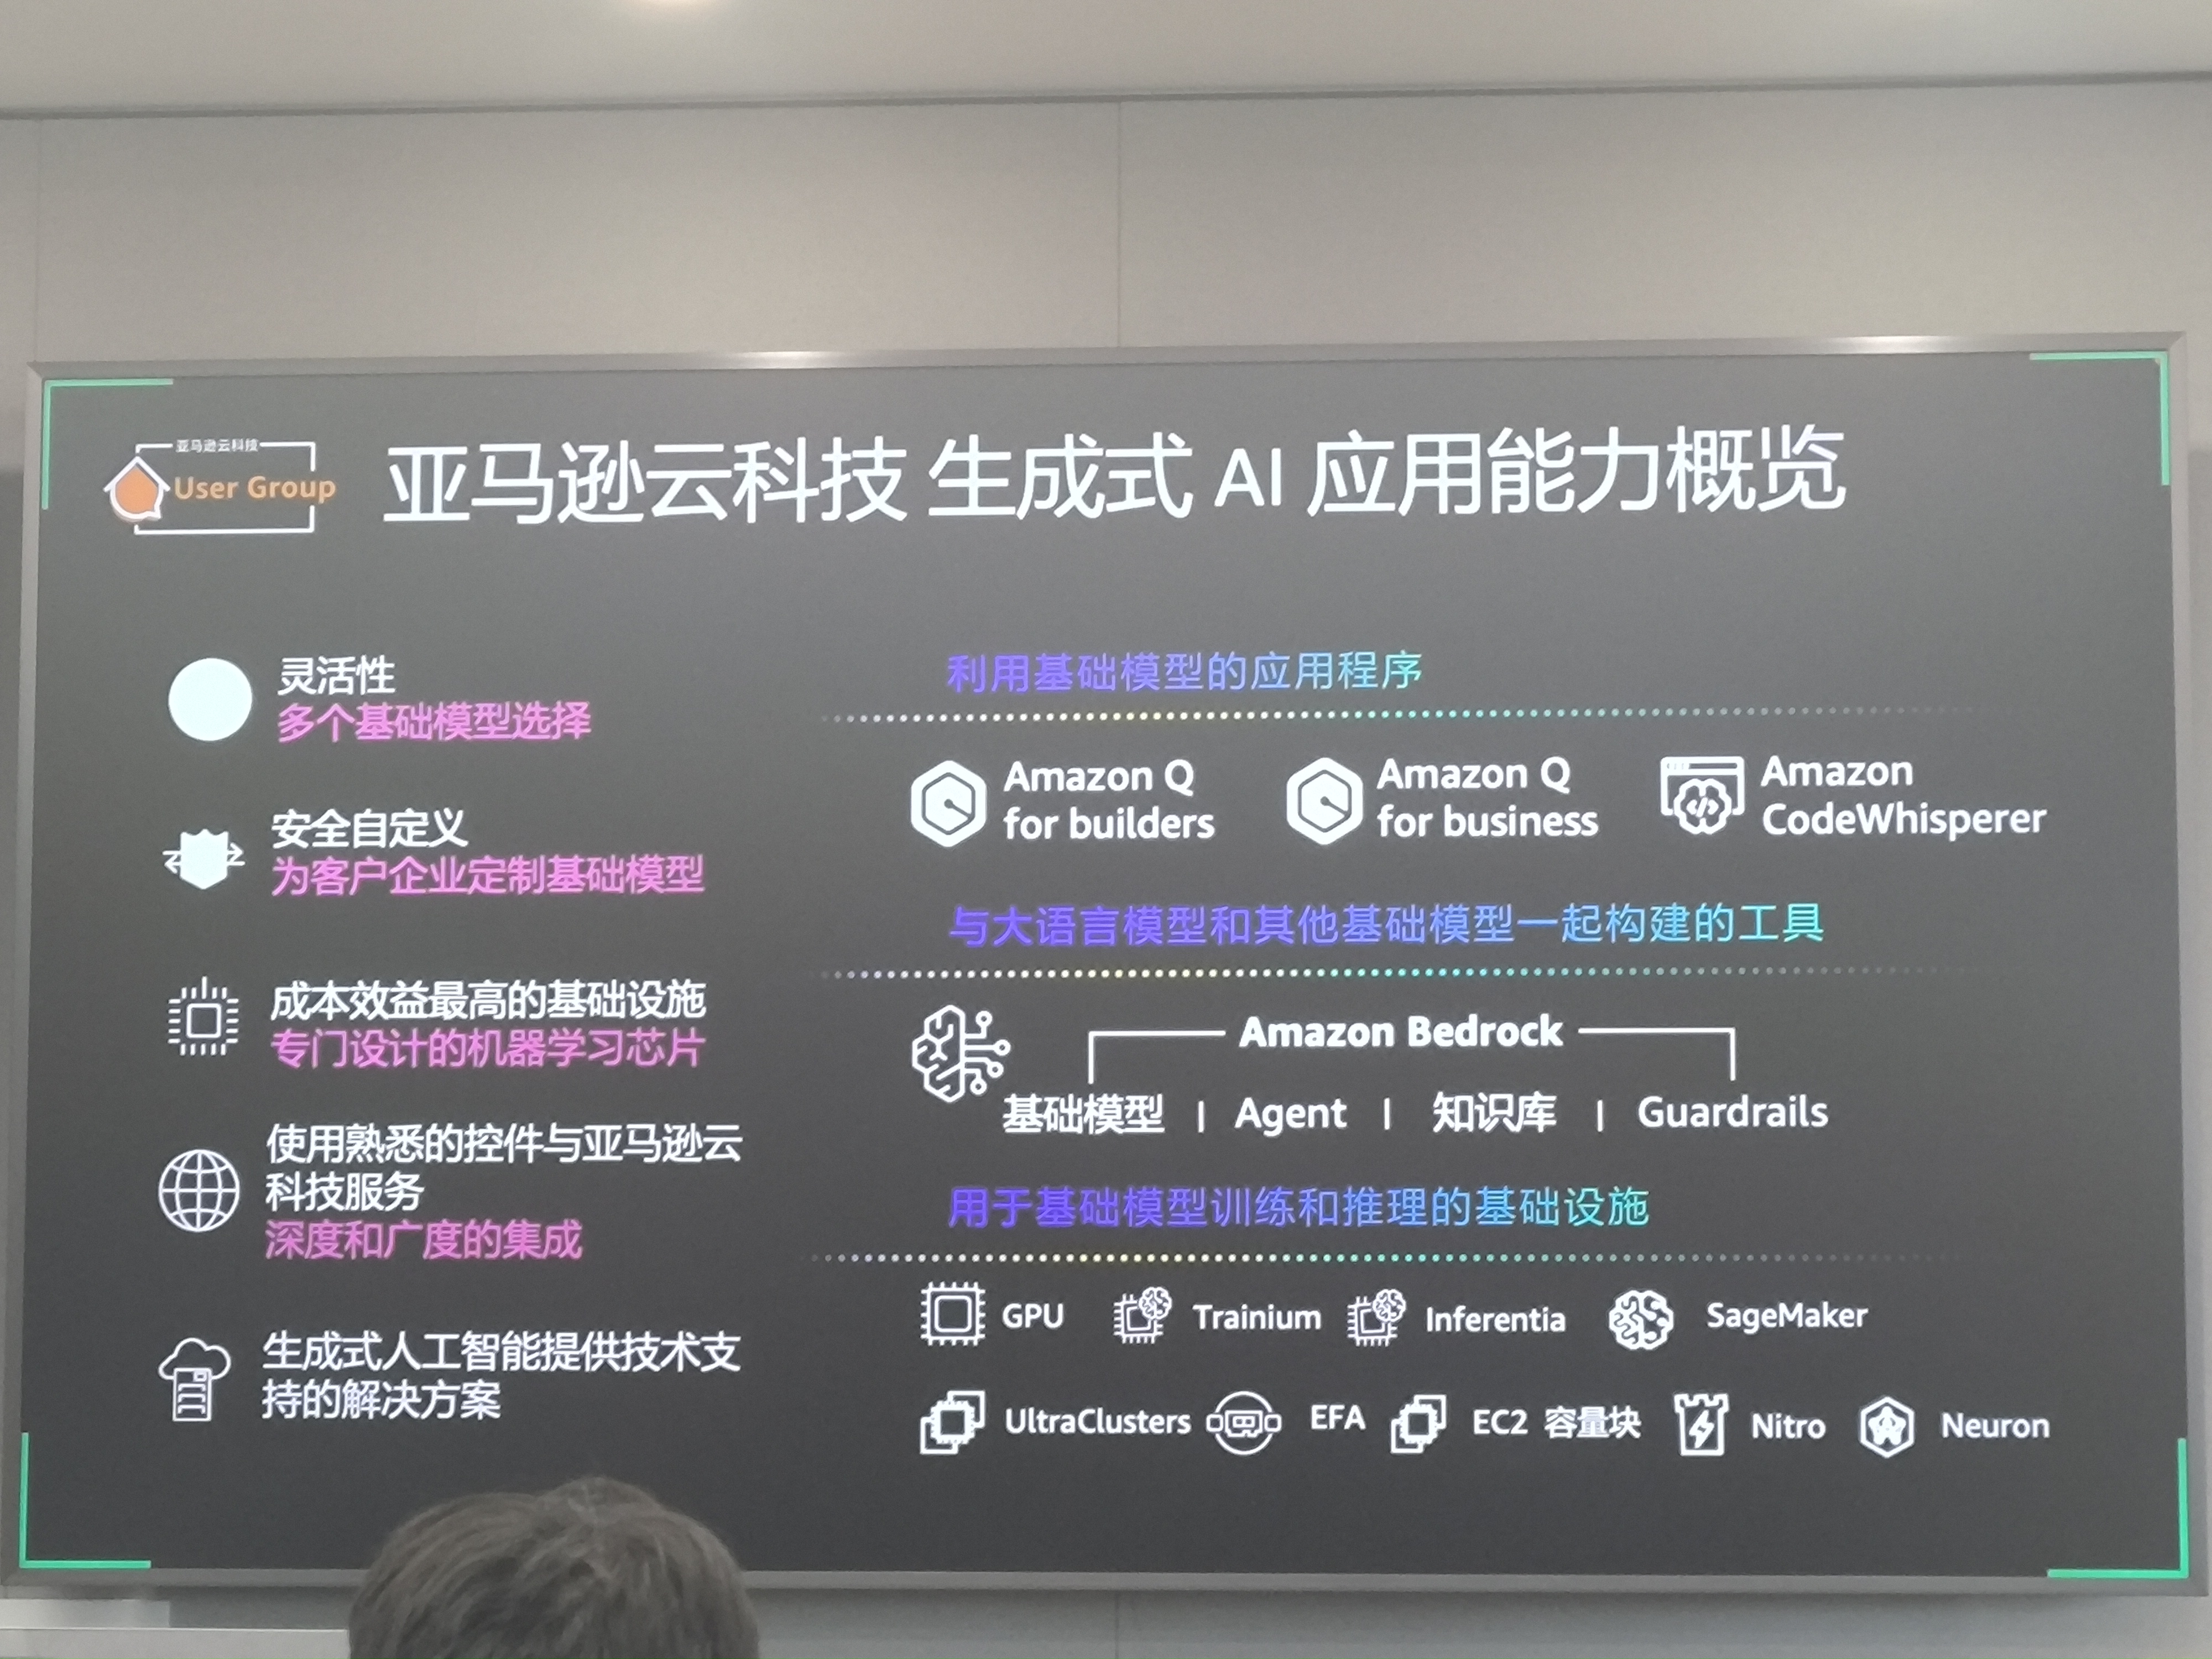 亚马逊云科技
User Group
亚马逊云科技 生成式 AI 应用能力概览
灵活性
多个基础模型选择
安全自定义
为客户企业定制基础模型
成本效益最高的基础设施
专门设计的机器学习芯片
使用熟悉的控件与亚马逊云
科技服务
深度和广度的集成
生成式人工智能提供技术支
持的解决方案
利用基础模型的应用程序
Amazon Q
for builders
Amazon Q
for business
Amazon
CodeWhisperer
与大语言模型和其他基础模型一起构建的工具
Amazon Bedrock
基础模型 | Agent | 知识库 | Guardrails
用于基础模型训练和推理的基础设施
GPU Trainium Inferentia SageMaker
UltraClusters EFA EC2 容量块 Nitro Neuron